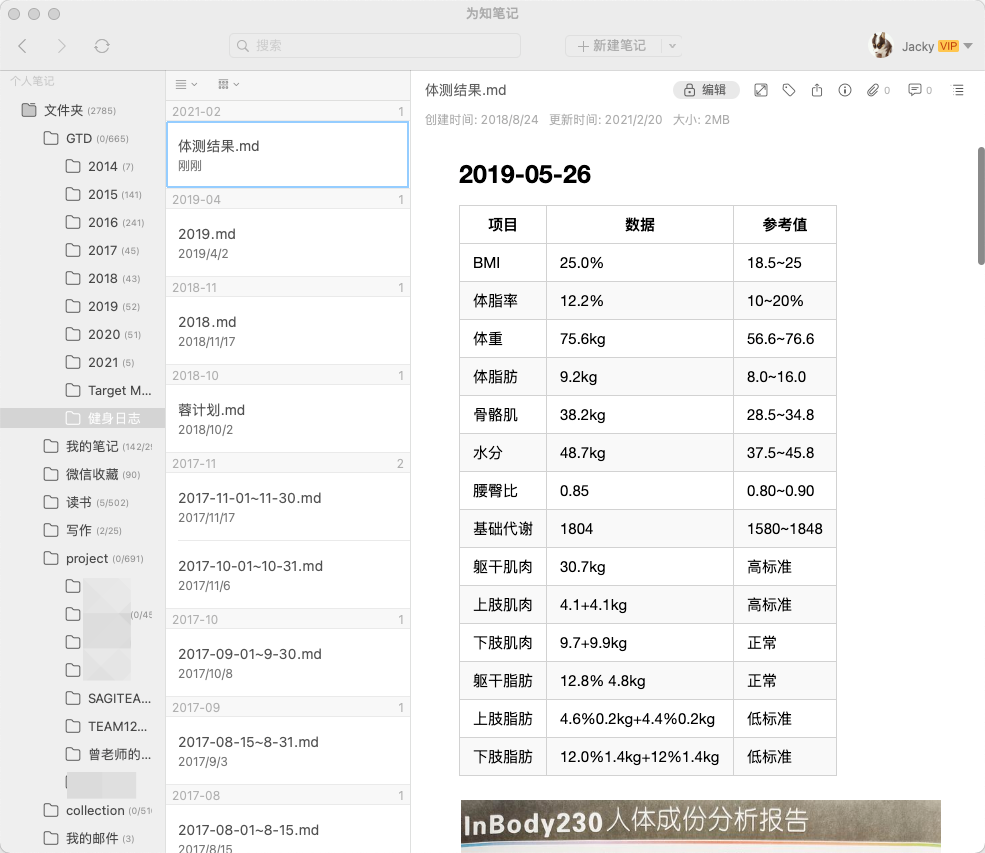 为知笔记
搜索
新建笔记
Jacky VIP
个人笔记
文件夹 (2785)
GTD (0/665)
2014 (7)
2015 (141)
2016 (241)
2017 (45)
2018 (43)
2019 (52)
2020 (51)
2021 (5)
Target M...
健身日志
我的笔记 (142/29
微信收藏 (90)
读书 (5/502)
写作 (2/25)
project (0/691)
(0/45
SAGITEA...
TEAM12...
曾老师的...
collection (0/510
我的邮件 (3)
2021-02 1
体测结果.md
刚刚
2019-04 1
2019.md
2019/4/2
2018-11 1
2018.md
2018/11/17
2018-10 1
蓉计划.md
2018/10/2
2017-11 2
2017-11-01~11-30.md
2017/11/17
2017-10-01~10-31.md
2017/11/6
2017-10 1
2017-09-01~9-30.md
2017/10/8
2017-09 1
2017-08-15~8-31.md
2017/9/3
2017-08 1
2017-08-01~8-15.md
2017/8/15
体测结果.md
编辑
0
0
创建时间: 2018/8/24 更新时间: 2021/2/20 大小: 2MB
2019-05-26
项目 数据 参考值
BMI 25.0% 18.5~25
体脂率 12.2% 10~20%
体重 75.6kg 56.6~76.6
体脂肪 9.2kg 8.0~16.0
骨骼肌 38.2kg 28.5~34.8
水分 48.7kg 37.5~45.8
腰臀比 0.85 0.80~0.90
基础代谢 1804 1580~1848
躯干肌肉 30.7kg 高标准
上肢肌肉 4.1+4.1kg 高标准
下肢肌肉 9.7+9.9kg 正常
躯干脂肪 12.8% 4.8kg 正常
上肢脂肪 4.6%0.2kg+4.4%0.2kg 低标准
下肢脂肪 12.0%1.4kg+12%1.4kg 低标准
InBody230人体成份分析报告